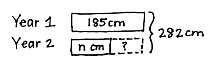 Year 1 185cm
Year 2 n cm ?
282cm